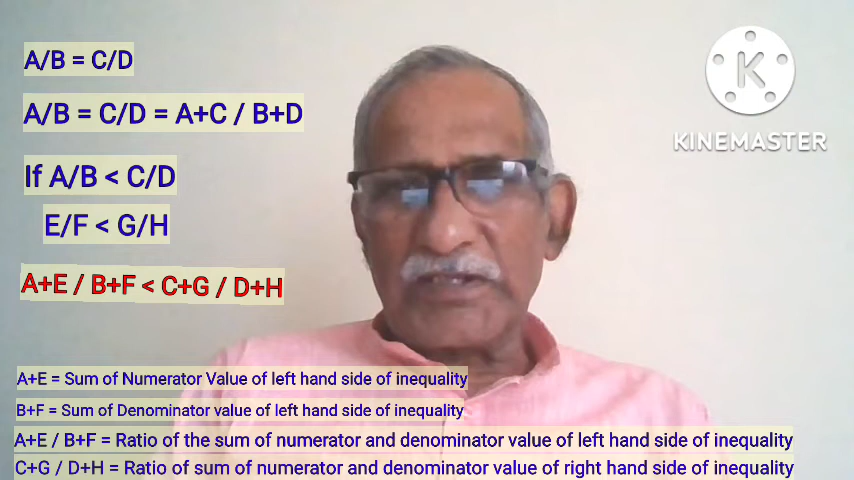 A/B = C/D
A/B = C/D = A+C / B+D
If A/B < C/D
E/F < G/H
A+E / B+F < C+G / D+H
KINEMASTER
A+E = Sum of Numerator Value of left hand side of inequality
B+F = Sum of Denominator value of left hand side of inequality
A+E / B+F = Ratio of the sum of numerator and denominator value of left hand side of inequality
C+G / D+H = Ratio of sum of numerator and denominator value of right hand side of inequality